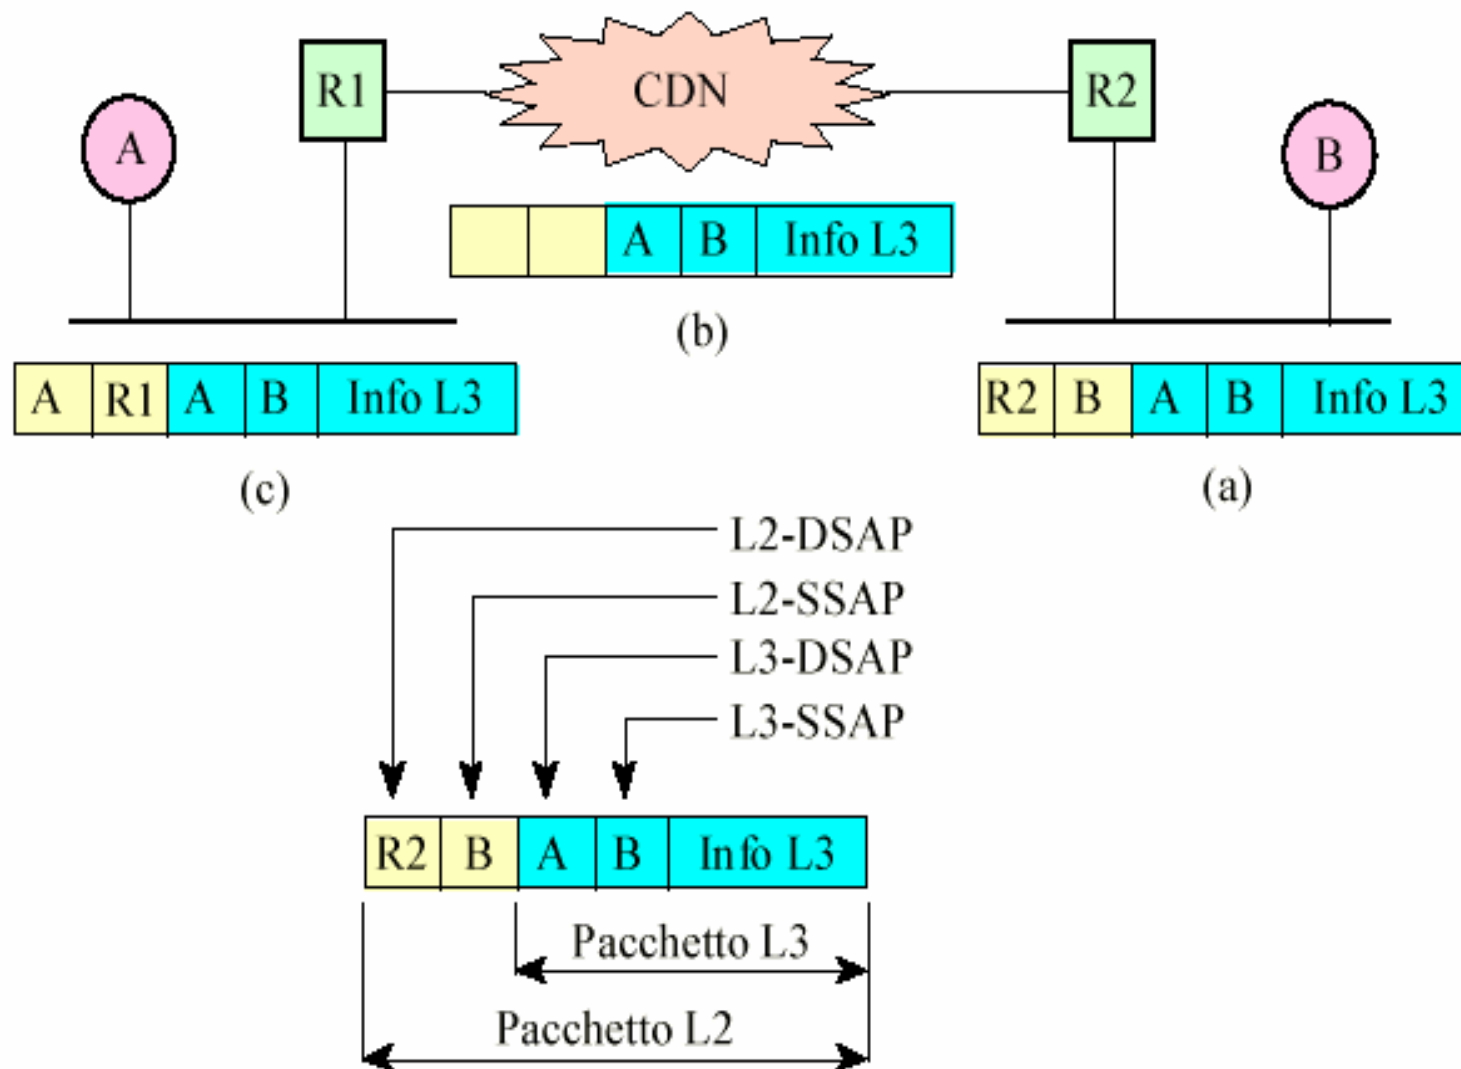 R1
CDN
R2
A
B
A B Info L3
(b)
A R1 A B Info L3
R2 B A B Info L3
(c)
(a)
L2-DSAP
L2-SSAP
L3-DSAP
L3-SSAP
R2 B A B Info L3
Pacchetto L3
Pacchetto L2